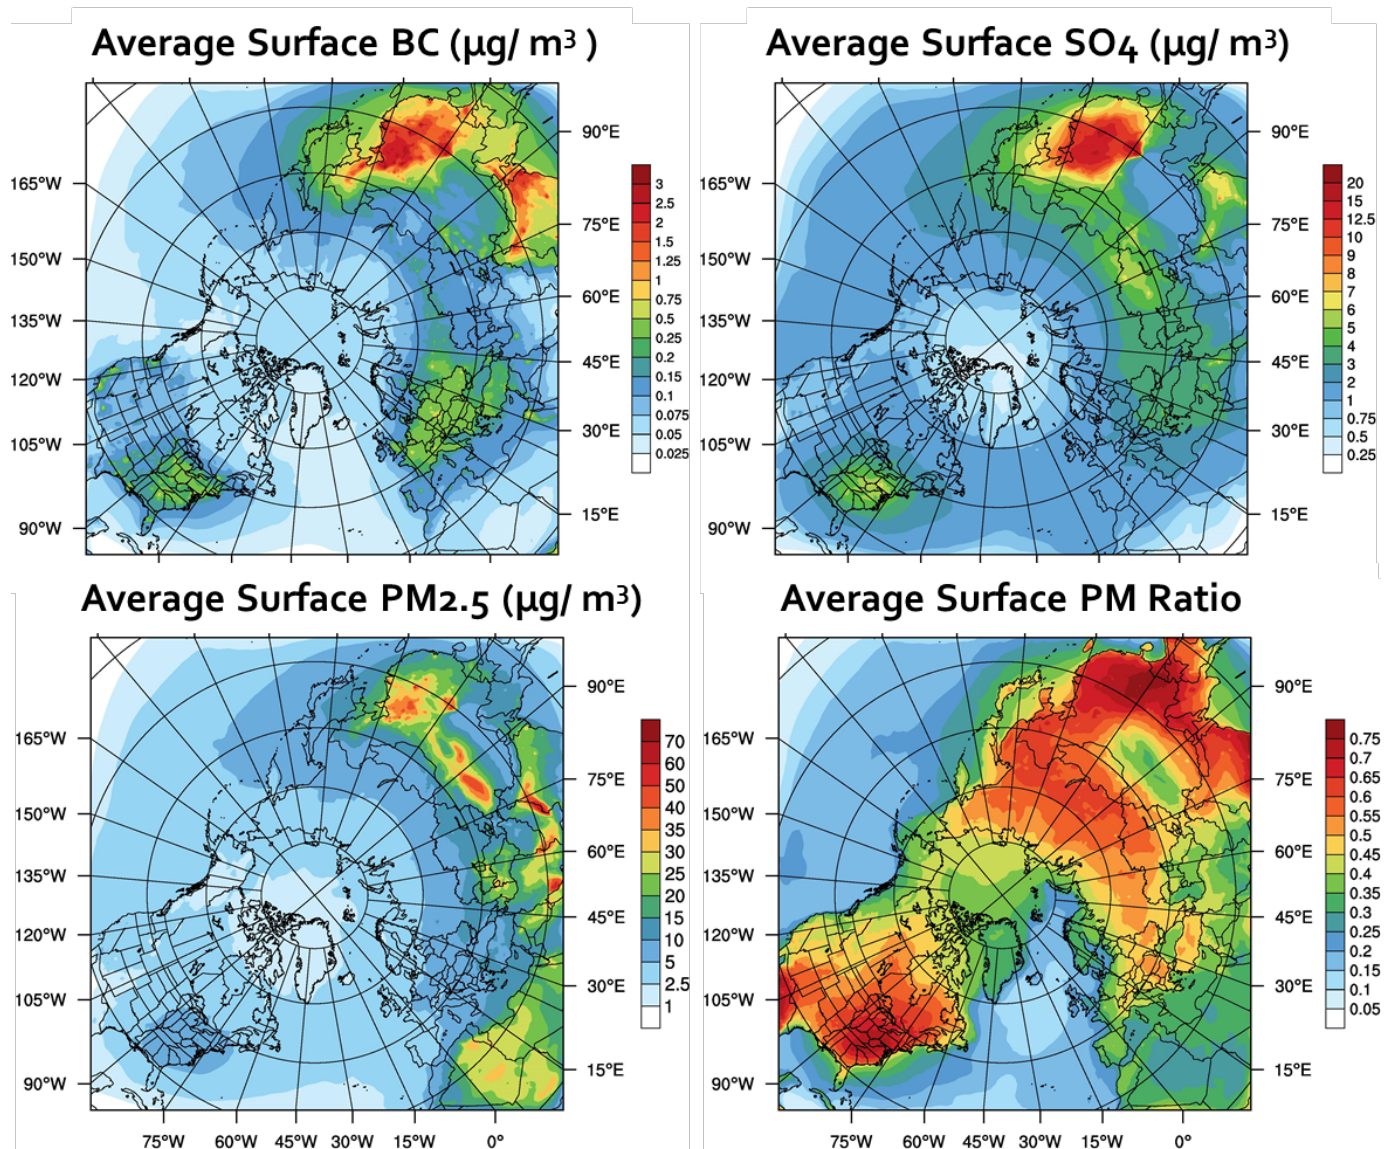 Average Surface BC (µg/ m³ )
Average Surface SO4 (µg/ m³)
165°W
150°W
135°W
120°W
105°W
90°W
90°E
75°E
60°E
45°E
30°E
15°E
3
2.5
2
1.5
1.25
1
0.75
0.5
0.25
0.2
0.15
0.1
0.075
0.05
0.025
165°W
150°W
135°W
120°W
105°W
90°W
90°E
75°E
60°E
45°E
30°E
15°E
20
15
12.5
10
9
8
7
6
5
4
3
2
1
0.75
0.5
0.25
Average Surface PM2.5 (µg/ m³)
Average Surface PM Ratio
165°W
150°W
135°W
120°W
105°W
90°W
90°E
75°E
60°E
45°E
30°E
15°E
70
60
50
40
35
30
25
20
15
10
5
2.5
1
75°W 60°W 45°W 30°W 15°W 0°
165°W
150°W
135°W
120°W
105°W
90°W
90°E
75°E
60°E
45°E
30°E
15°E
0.75
0.7
0.65
0.6
0.55
0.5
0.45
0.4
0.35
0.3
0.25
0.2
0.15
0.1
0.05
75°W 60°W 45°W 30°W 15°W 0°